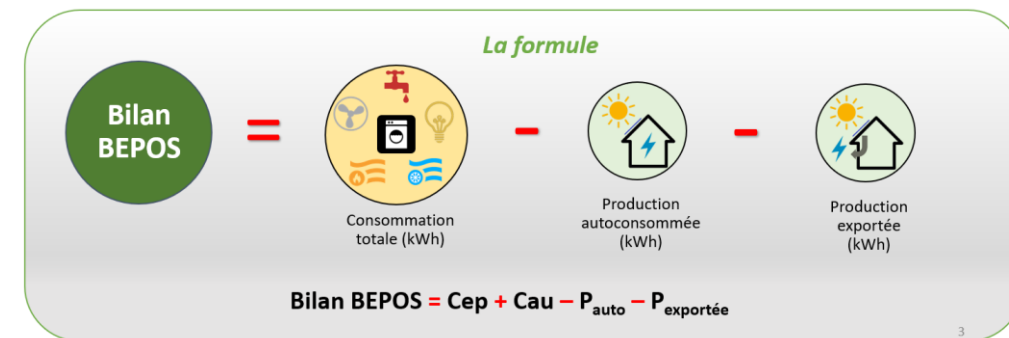 La formule
Bilan
BEPOS
=
-
-
Consommation
totale (kWh)
Production
autoconsommée
(kWh)
Production
exportée
(kWh)
Bilan BEPOS = Cep + Cau – Pauto – Pexportée
3